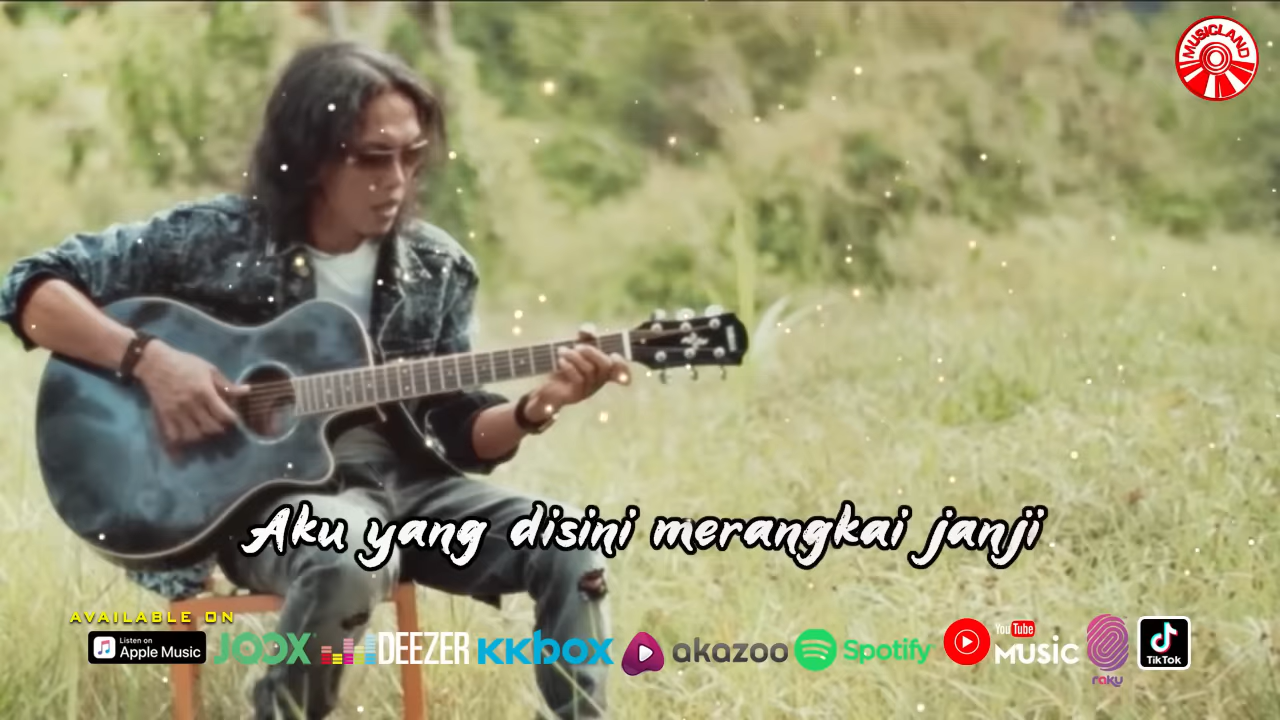 MUSICLAND
Aku yang disini merangkai janji
AVAILABLE ON
Listen on
Apple Music
JOOX
DEEZER
KKBOX
akazoo
Spotify
YouTube
MUSIC
raku
TikTok